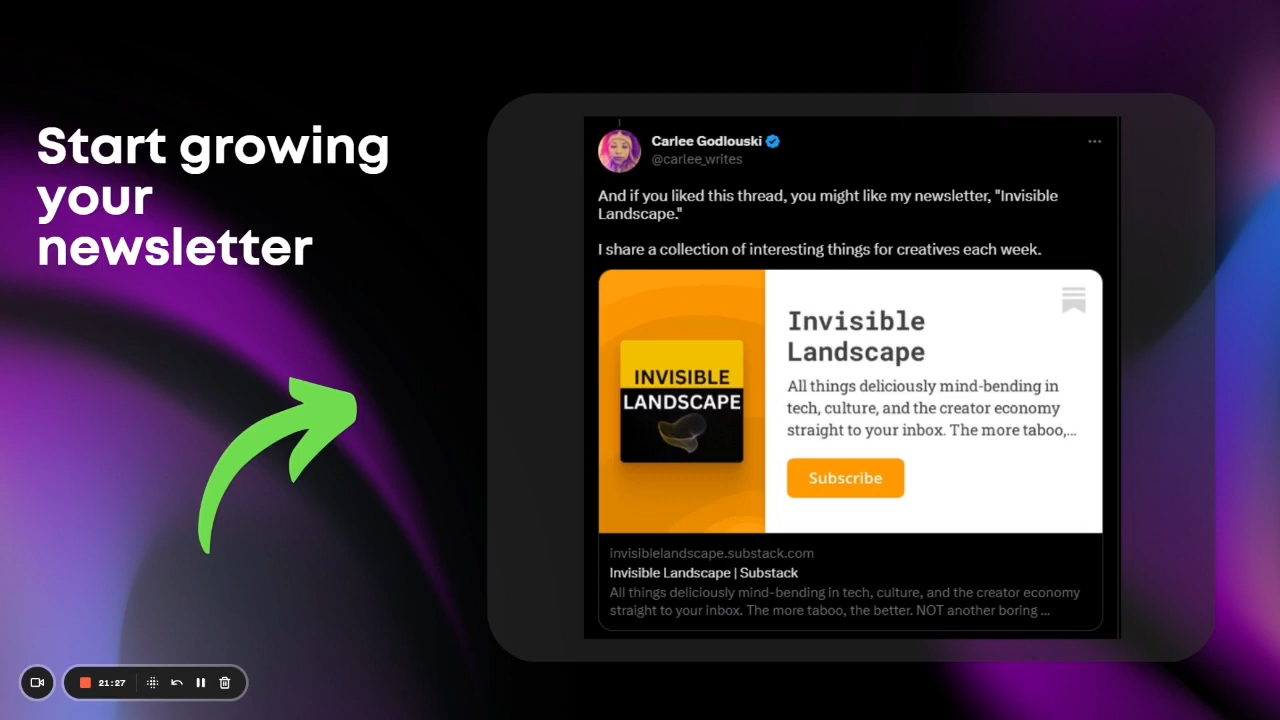 Start growing
your
newsletter
Carlee Godlouski
@carlee_writes
And if you liked this thread, you might like my newsletter, "Invisible
Landscape."
I share a collection of interesting things for creatives each week.
INVISIBLE
LANDSCAPE
Invisible
Landscape
All things deliciously mind-bending in
tech, culture, and the creator economy
straight to your inbox. The more taboo,...
Subscribe
invisiblelandscape.substack.com
Invisible Landscape | Substack
All things deliciously mind-bending in tech, culture, and the creator economy
straight to your inbox. The more taboo, the better. NOT another boring ...
21:27